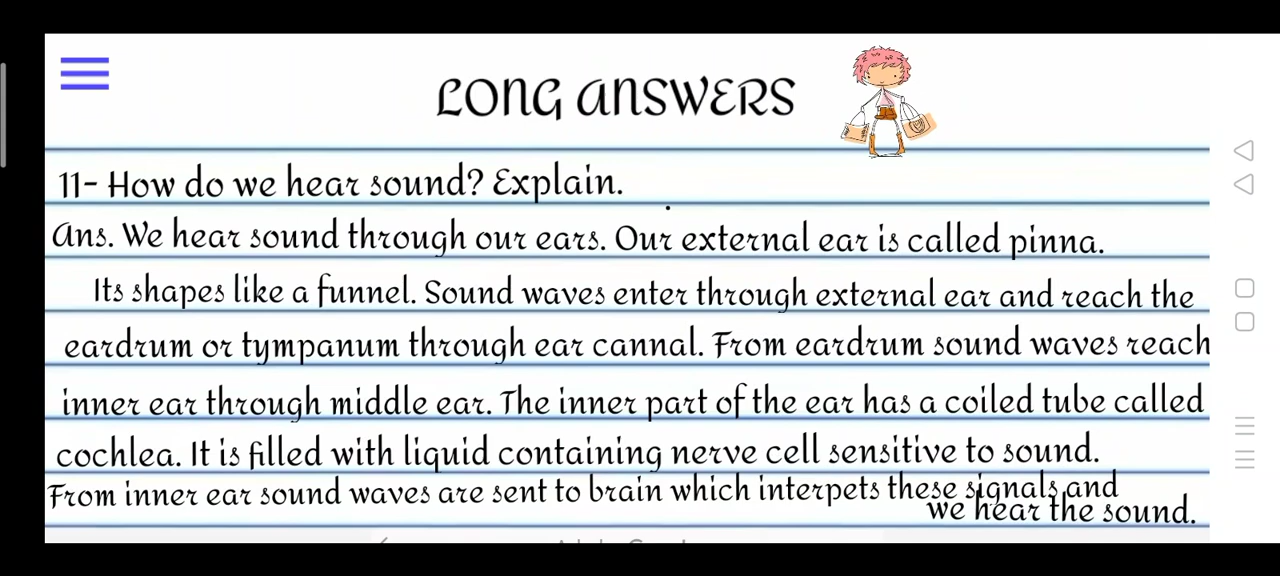 LONG ANSWERS
11- How do we hear sound? Explain.
Ans. We hear sound through our ears. Our external ear is called pinna.
Its shapes like a funnel. Sound waves enter through external ear and reach the
eardrum or tympanum through ear cannal. From eardrum sound waves reach
inner ear through middle ear. The inner part of the ear has a coiled tube called
cochlea. It is filled with liquid containing nerve cell sensitive to sound.
From inner ear sound waves are sent to brain which interpets these signals and
we hear the sound.